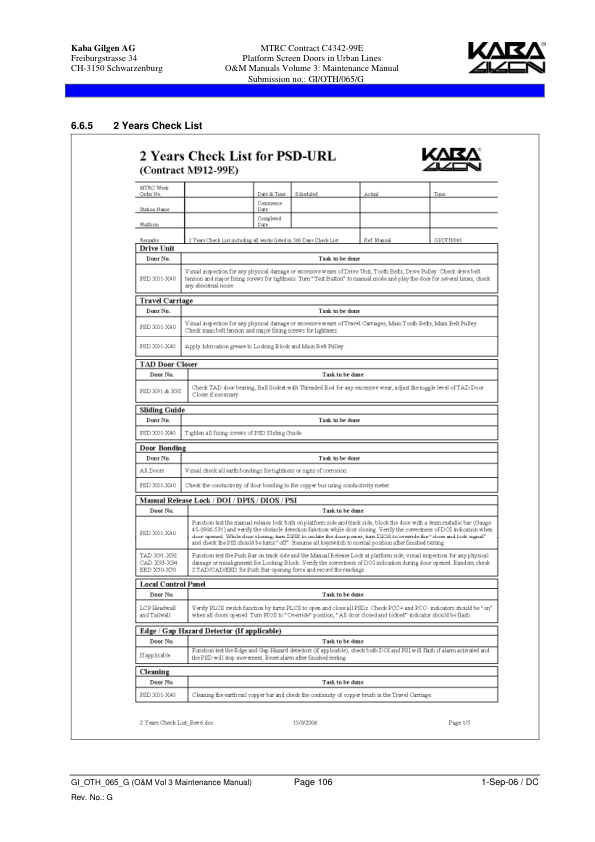 Kaba Gilgen AG
Freiburgstrasse 34
CH-3150 Schwarzenburg
MTRC Contract C4342-99E
Platform Screen Doors in Urban Lines
O&M Manuals Volume 3: Maintenance Manual
Submission no.: GI/OTH/065/G
KABA
GILGEN
6.6.5 2 Years Check List
2 Years Check List for PSD-URL
(Contract M912-99E)
KABA
GILGEN
MTRC Work
Order No.
Date & Time
Scheduled
Actual
Time
Station Name
Commence
Date
Platform
Completed
Date
Remarks
2 Years Check List including all works listed in 360 Days Check List
Ref. Manual
GI/OTH/065
Drive Unit
Door No. Task to be done
PSD X01-X40
Visual inspection for any physical damage or excessive wears of Drive Unit, Tooth Belts, Drive Pulley. Check drive belt
tension and major fixing screws for tightness. Turn "Test Button" to manual mode and play the door for several times, check
any abnormal noise.
Travel Carriage
Door No. Task to be done
PSD X01-X40
Visual inspection for any physical damage or excessive wears of Travel Carriages, Main Tooth Belts, Main Belt Pulley.
Check main belt tension and major fixing screws for tightness.
PSD X01-X40 Apply lubrication grease to Locking Block and Main Belt Pulley.
TAD Door Closer
Door No. Task to be done
PSD X91 & X92
Check TAD door bearing, Ball Socket with Threaded Rod for any excessive wear, adjust the toggle level of TAD Door
Closer if necessary.
Sliding Guide
Door No. Task to be done
PSD X01-X40 Tighten all fixing screws of PSD Sliding Guide
Door Bonding
Door No. Task to be done
All Doors Visual check all earth bondings for tightness or signs of corrosion.
PSD X01-X40 Check the conductivity of door bonding to the copper bus using conductivity meter
Manual Release Lock / DOI / DPIS / DIOS / PSI
Door No. Task to be done
PSD X01-X40
Function test the manual release lock both on platform side and track side, block the door with a 8mm metallic bar (Gauge
45-0906-531) and verify the obstacle detection function while door closing. Verify the correctness of DOI indication when
door opened. While door closing, turn DPIS to isolate the door power, turn DIOS to override the "close and lock signal"
and check the PSI should be turns "off". Resume all keyswitch to normal position after finished testing.
TAD X91-X92
CAD X93-X94
EED X50-X70
Function test the Push Bar on track side and the Manual Release Lock at platform side, visual inspection for any physical
damage or misalignment for Locking Block. Verify the correctness of DOI indication during door opened. Random check
2 TAD/CAD/EED for Push Bar opening force and record the readings.
Local Control Panel
Door No. Task to be done
LCP Headwall
and Tailwall
Verify PLCS switch function by turns PLCS to open and close all PSDs. Check PCC+ and PCC- indicators should be "on"
when all doors opened. Turn PIOS to "Override" position, "All door closed and locked" indicator should be flash
Edge / Gap Hazard Detector (If applicable)
Door No. Task to be done
If applicable
Function test the Edge and Gap Hazard detectors (if applicable), check both DOI and PSI will flash if alarm activated and
the PSD will stop movement. Reset alarm after finished testing.
Cleaning
Door No. Task to be done
PSD X01-X40 Cleaning the earth rail copper bar and check the continuity of copper brush in the Travel Carriage.
2 Years Check List_Rev6.doc 15/8/2006 Page 1/5
GI_OTH_065_G (O&M Vol 3 Maintenance Manual) Page 106 1-Sep-06 / DC
Rev. No.: G